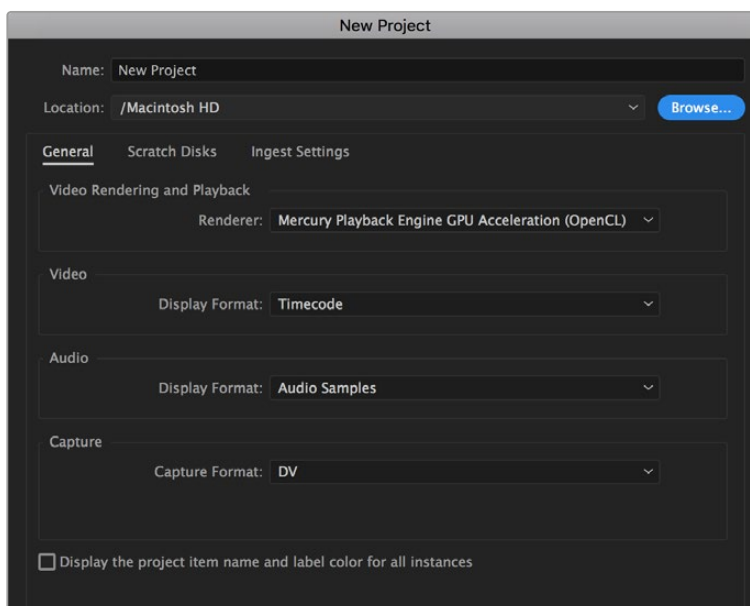 New Project
Name: New Project
Location: /Macintosh HD Browse...
General Scratch Disks Ingest Settings
Video Rendering and Playback
Renderer: Mercury Playback Engine GPU Acceleration (OpenCL)
Video
Display Format: Timecode
Audio
Display Format: Audio Samples
Capture
Capture Format: DV
Display the project item name and label color for all instances